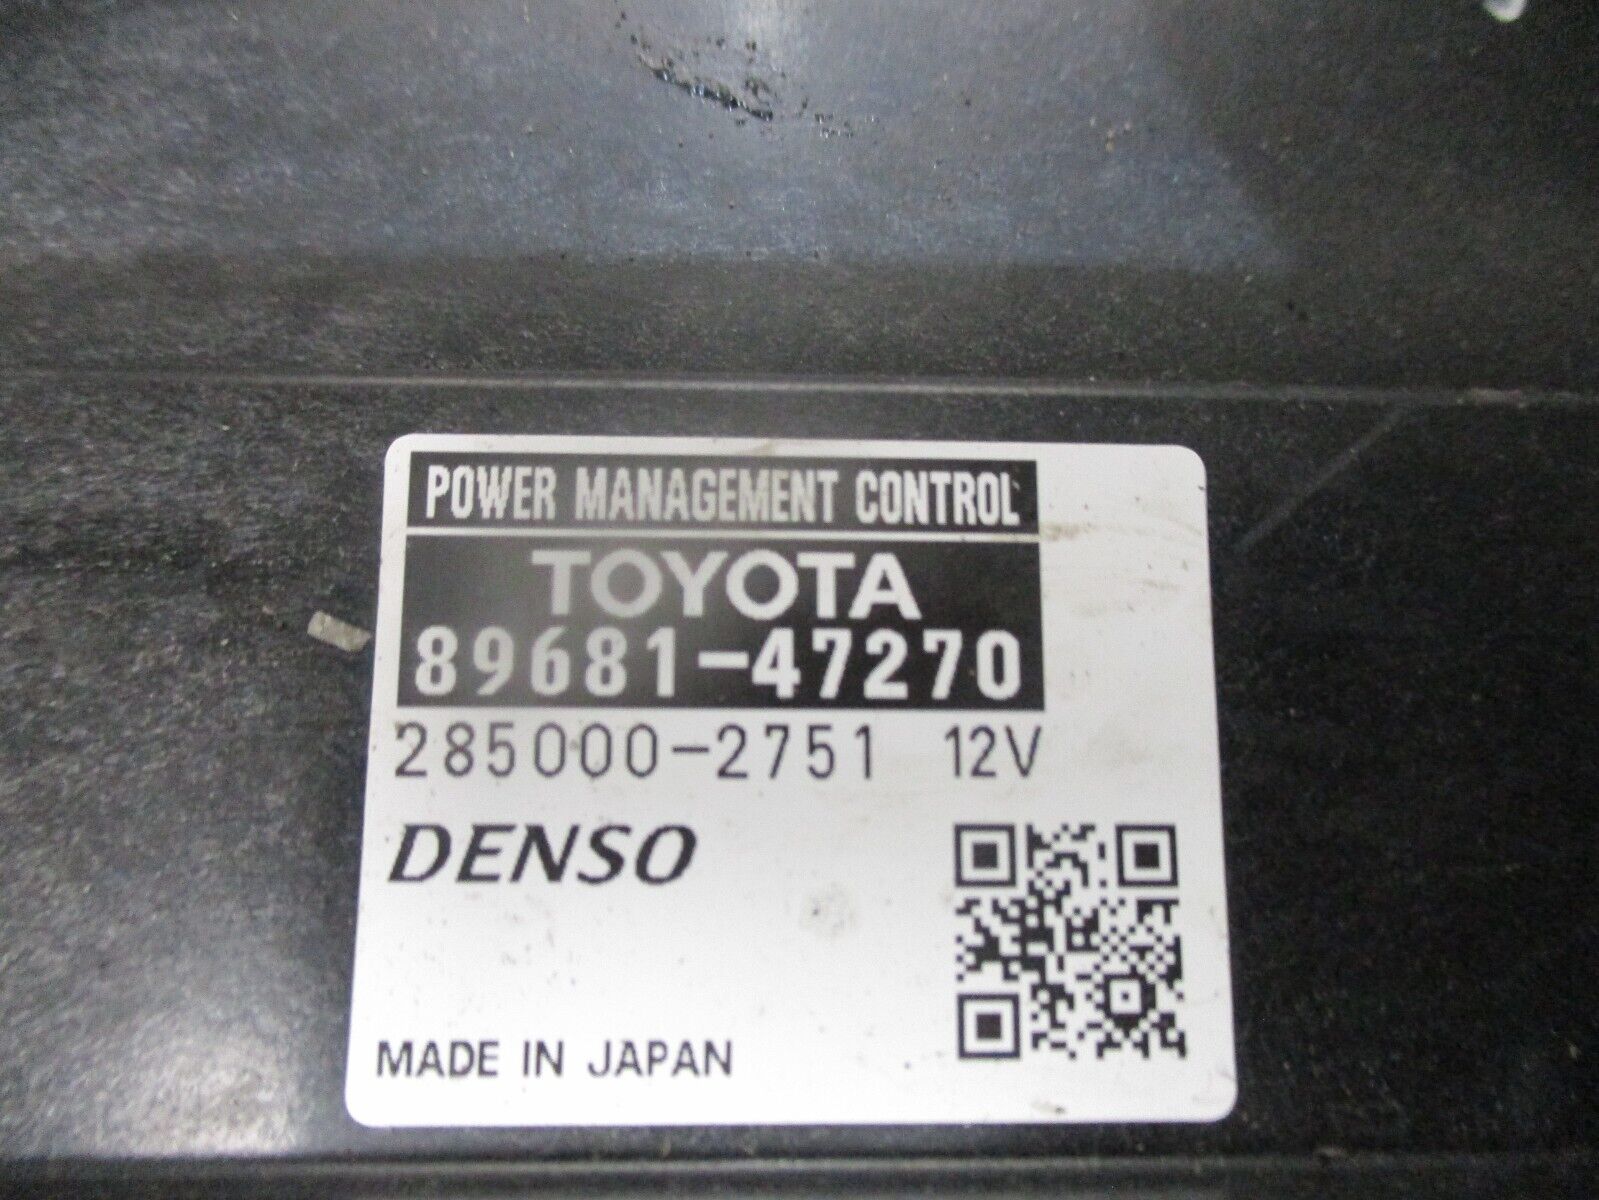 POWER MANAGEMENT CONTROL
TOYOTA
89681-47270
285000-2751 12V
DENSO
MADE IN JAPAN